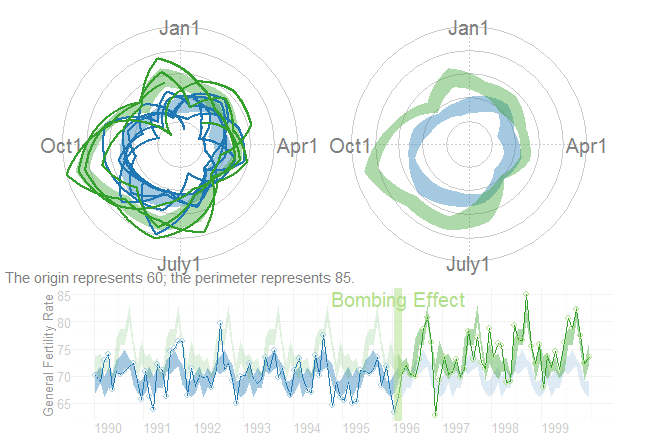 Jan1 Jan1
Oct1 Apr1 Oct1 Apr1
July1 July1
The origin represents 60; the perimeter represents 85.
Bombing Effect
General Fertility Rate
85
80
75
70
65
1990 1991 1992 1993 1994 1995 1996 1997 1998 1999